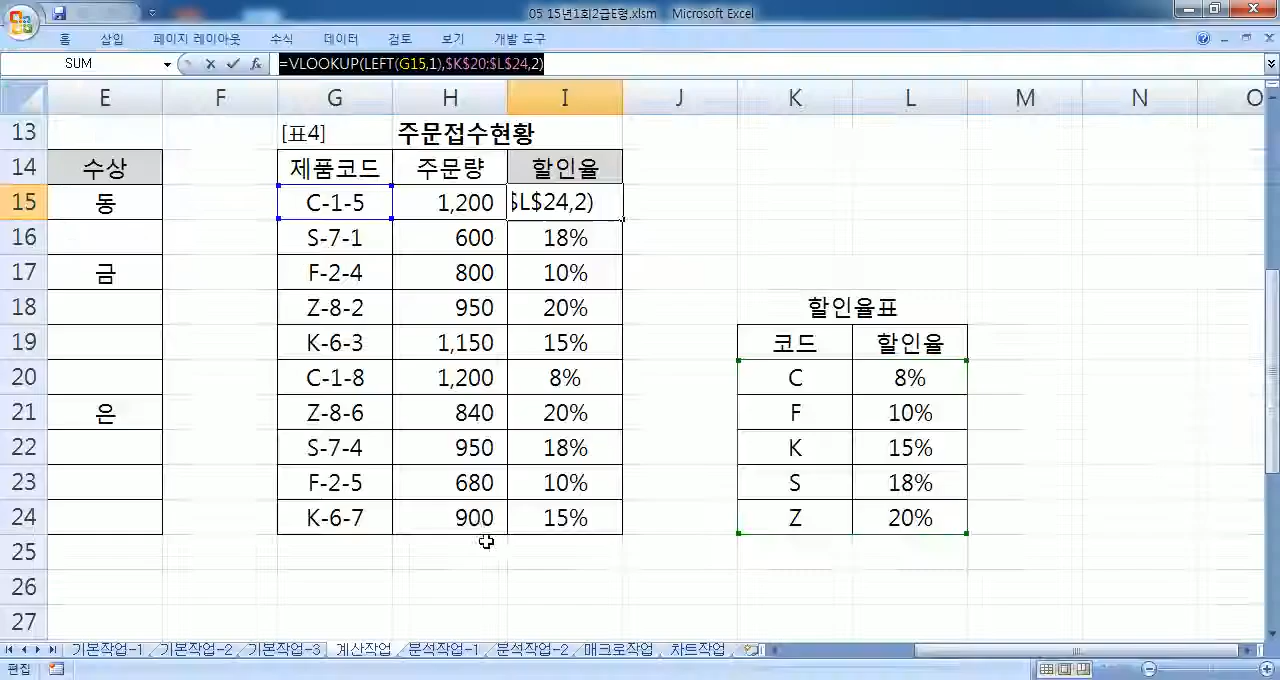 05 15년1회2급E형.xlsm - Microsoft Excel
홈 삽입 페이지 레이아웃 수식 데이터 검토 보기 개발 도구
SUM =VLOOKUP(LEFT(G15,1),$K$20:$L$24,2)
E F G H I J K L M N O
13 [표4] 주문접수현황
14 수상 제품코드 주문량 할인율
15 동 C-1-5 1,200 $L$24,2)
16 S-7-1 600 18%
17 금 F-2-4 800 10%
18 Z-8-2 950 20% 할인율표
19 K-6-3 1,150 15% 코드 할인율
20 C-1-8 1,200 8% C 8%
21 은 Z-8-6 840 20% F 10%
22 S-7-4 950 18% K 15%
23 F-2-5 680 10% S 18%
24 K-6-7 900 15% Z 20%
25
26
27
기본작업-1 기본작업-2 기본작업-3 계산작업 분석작업-1 분석작업-2 매크로작업 차트작업
편집